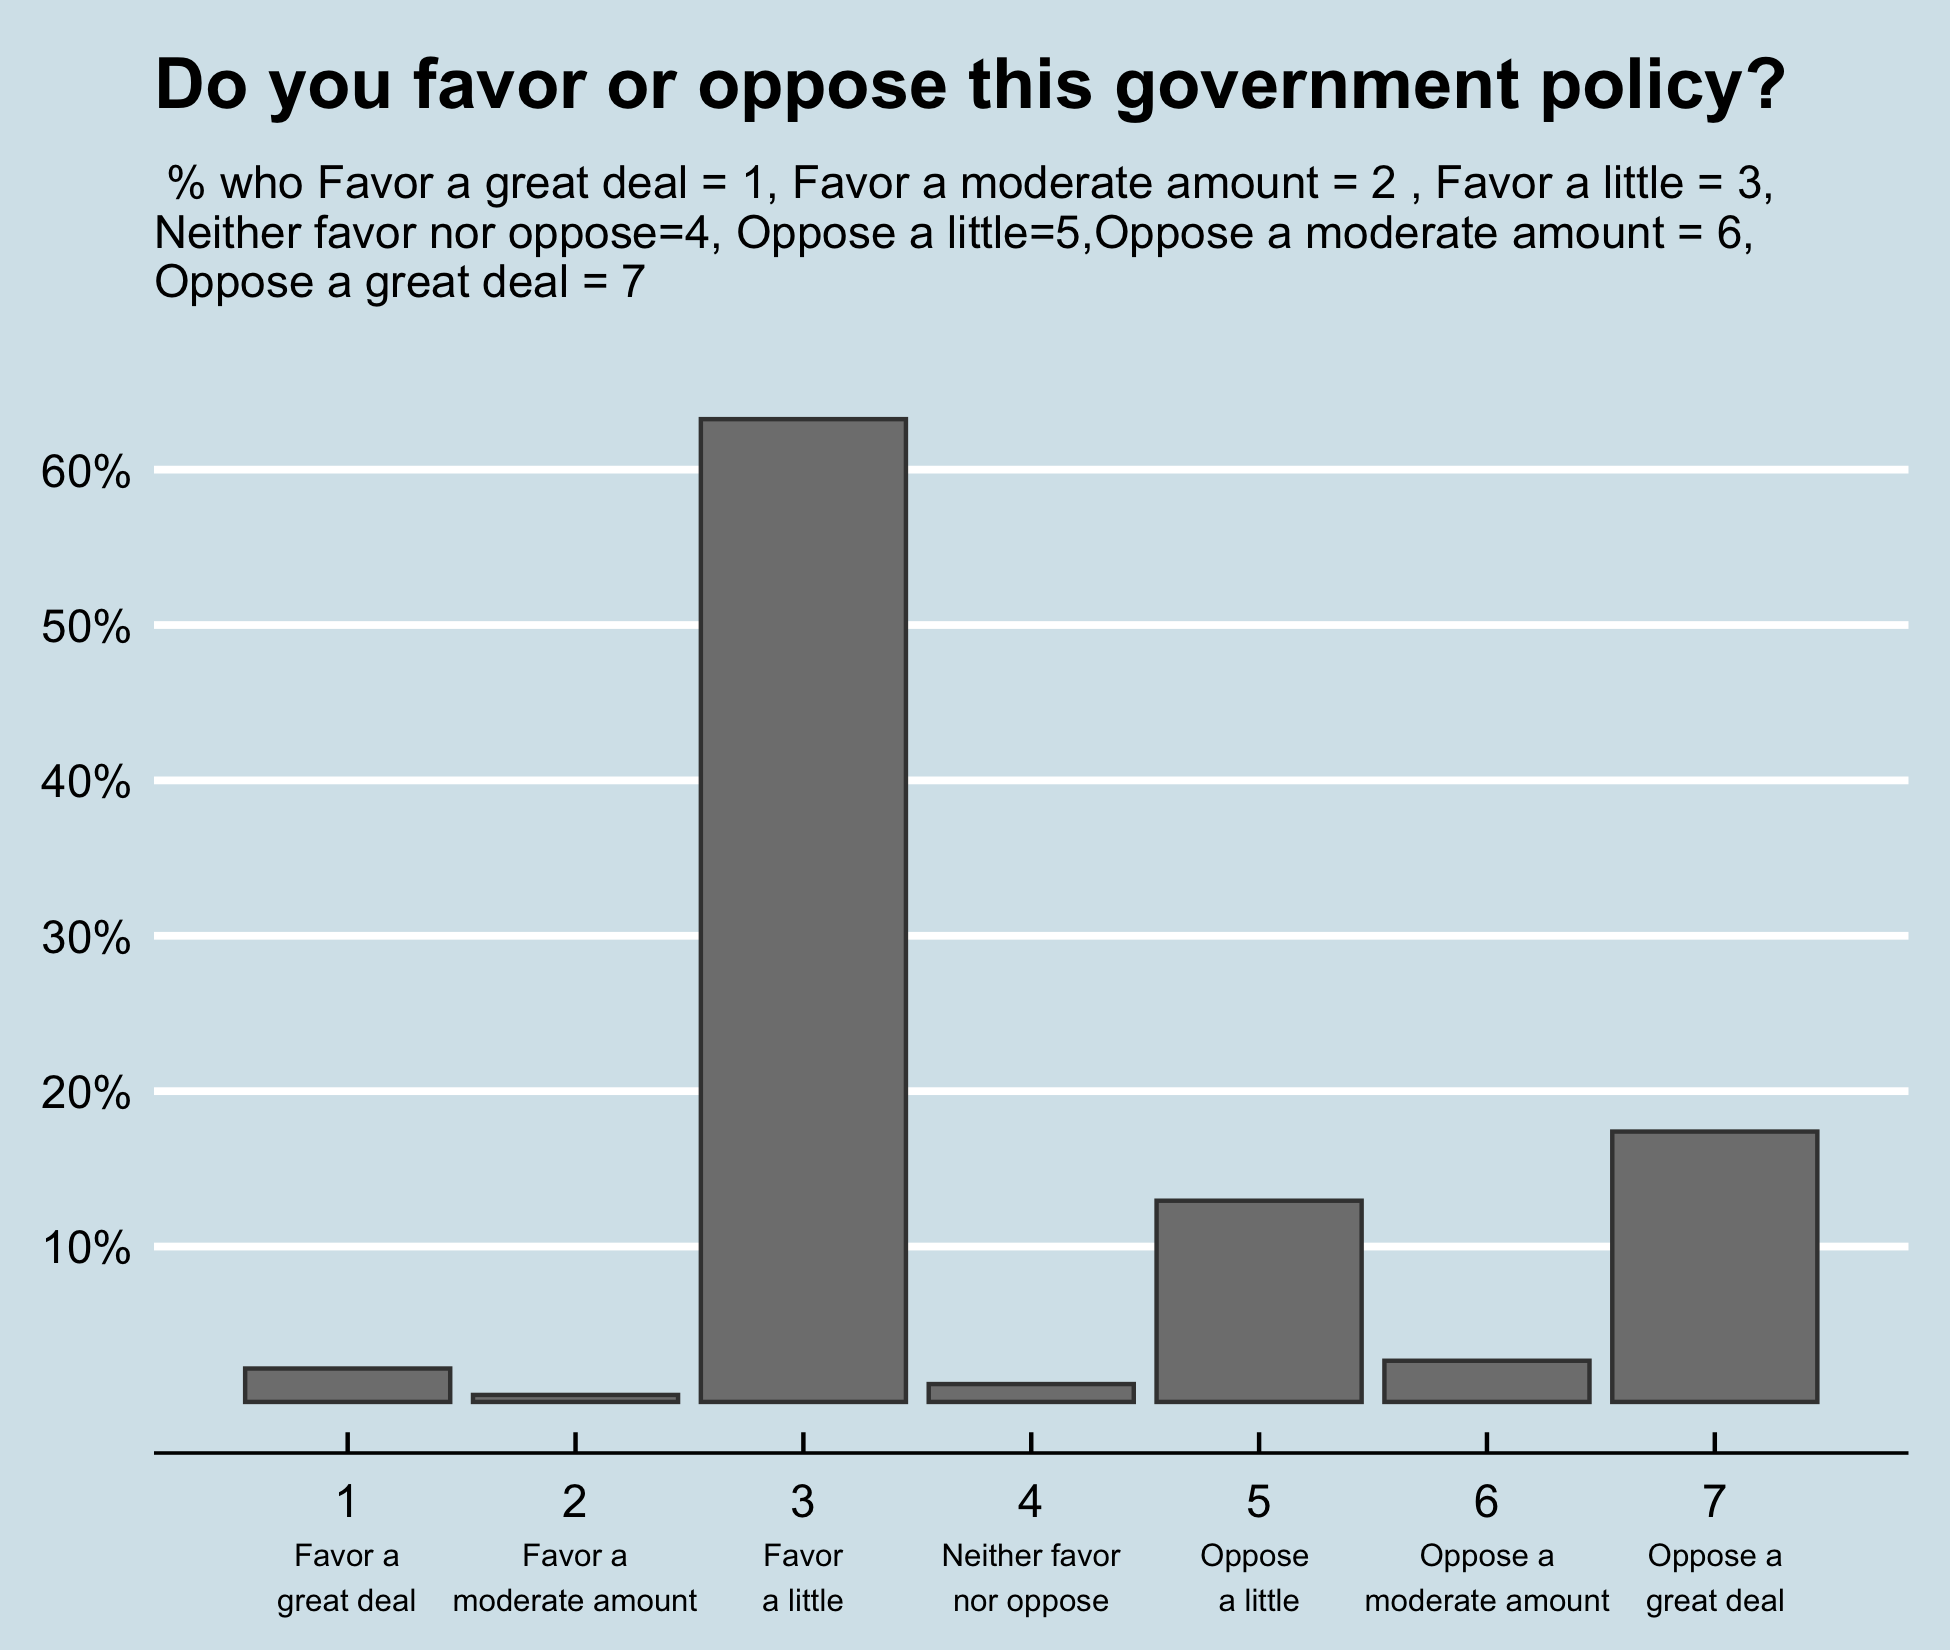 Do you favor or oppose this government policy?
% who Favor a great deal = 1, Favor a moderate amount = 2 , Favor a little = 3,
Neither favor nor oppose=4, Oppose a little=5,Oppose a moderate amount = 6,
Oppose a great deal = 7
60%
50%
40%
30%
20%
10%
1 2 3 4 5 6 7
Favor a Favor a Favor Neither favor Oppose Oppose a Oppose a
great deal moderate amount a little nor oppose a little moderate amount great deal